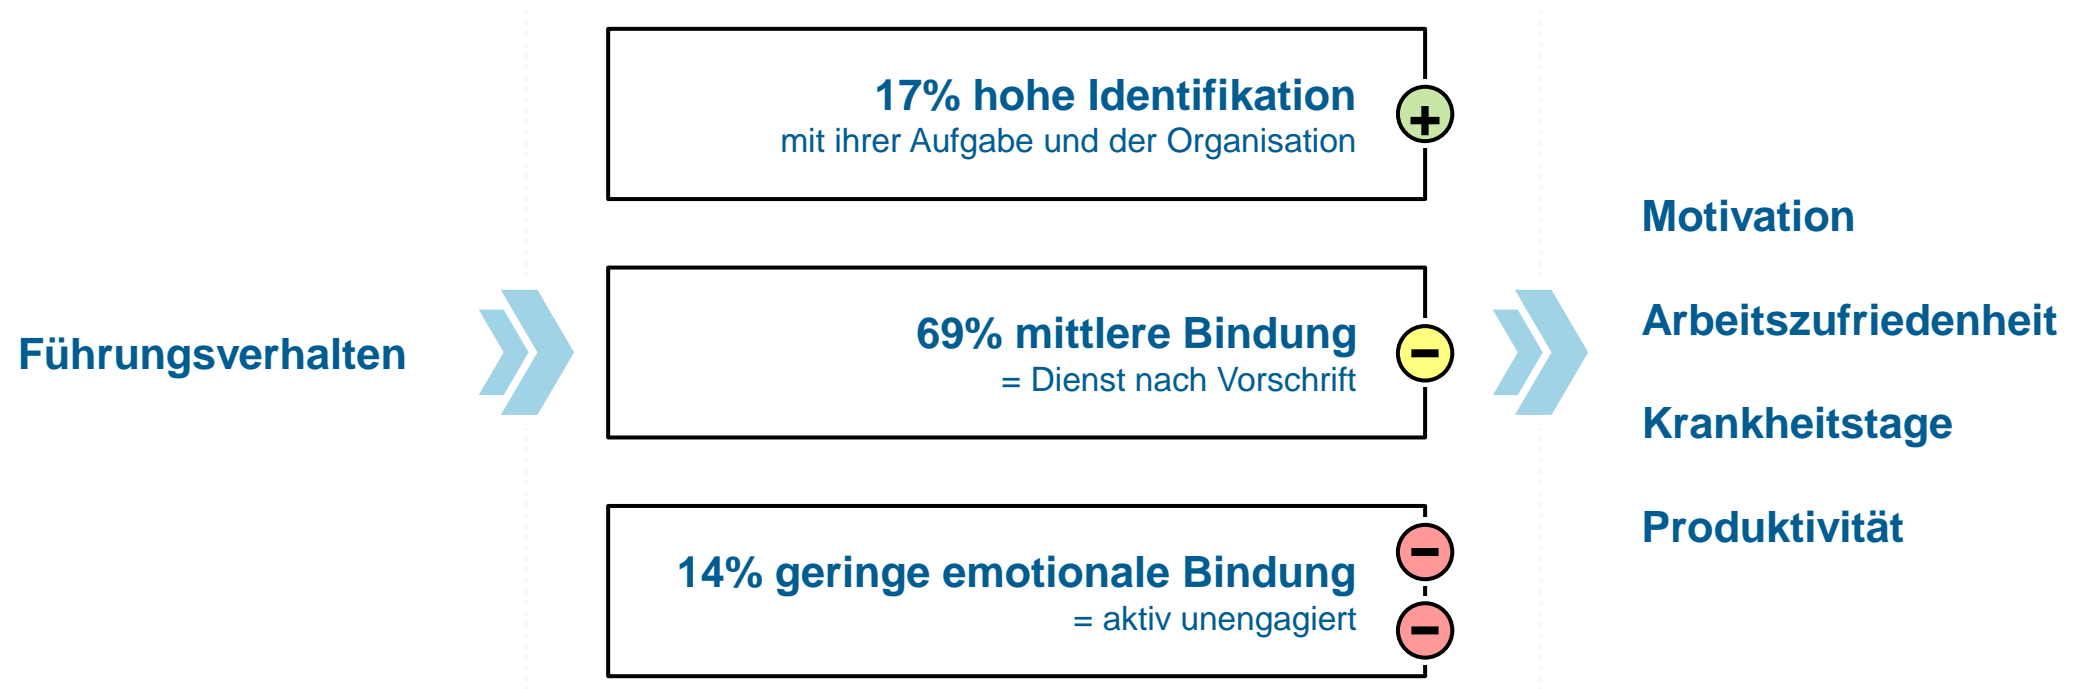 Führungsverhalten
17% hohe Identifikation
mit ihrer Aufgabe und der Organisation
69% mittlere Bindung
= Dienst nach Vorschrift
14% geringe emotionale Bindung
= aktiv unengagiert
Motivation
Arbeitszufriedenheit
Krankheitstage
Produktivität